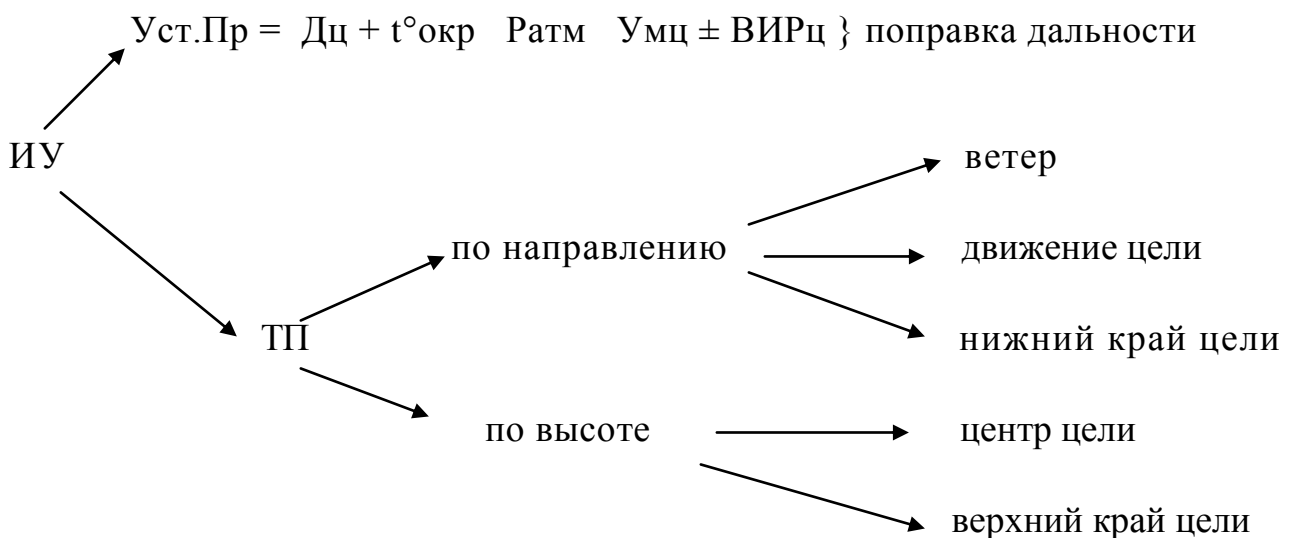 Уст.Пр = Дц + t°окр Ратм Умц ± ВИРц } поправка дальности
ИУ
ветер
по направлению
движение цели
ТП
нижний край цели
по высоте
центр цели
верхний край цели